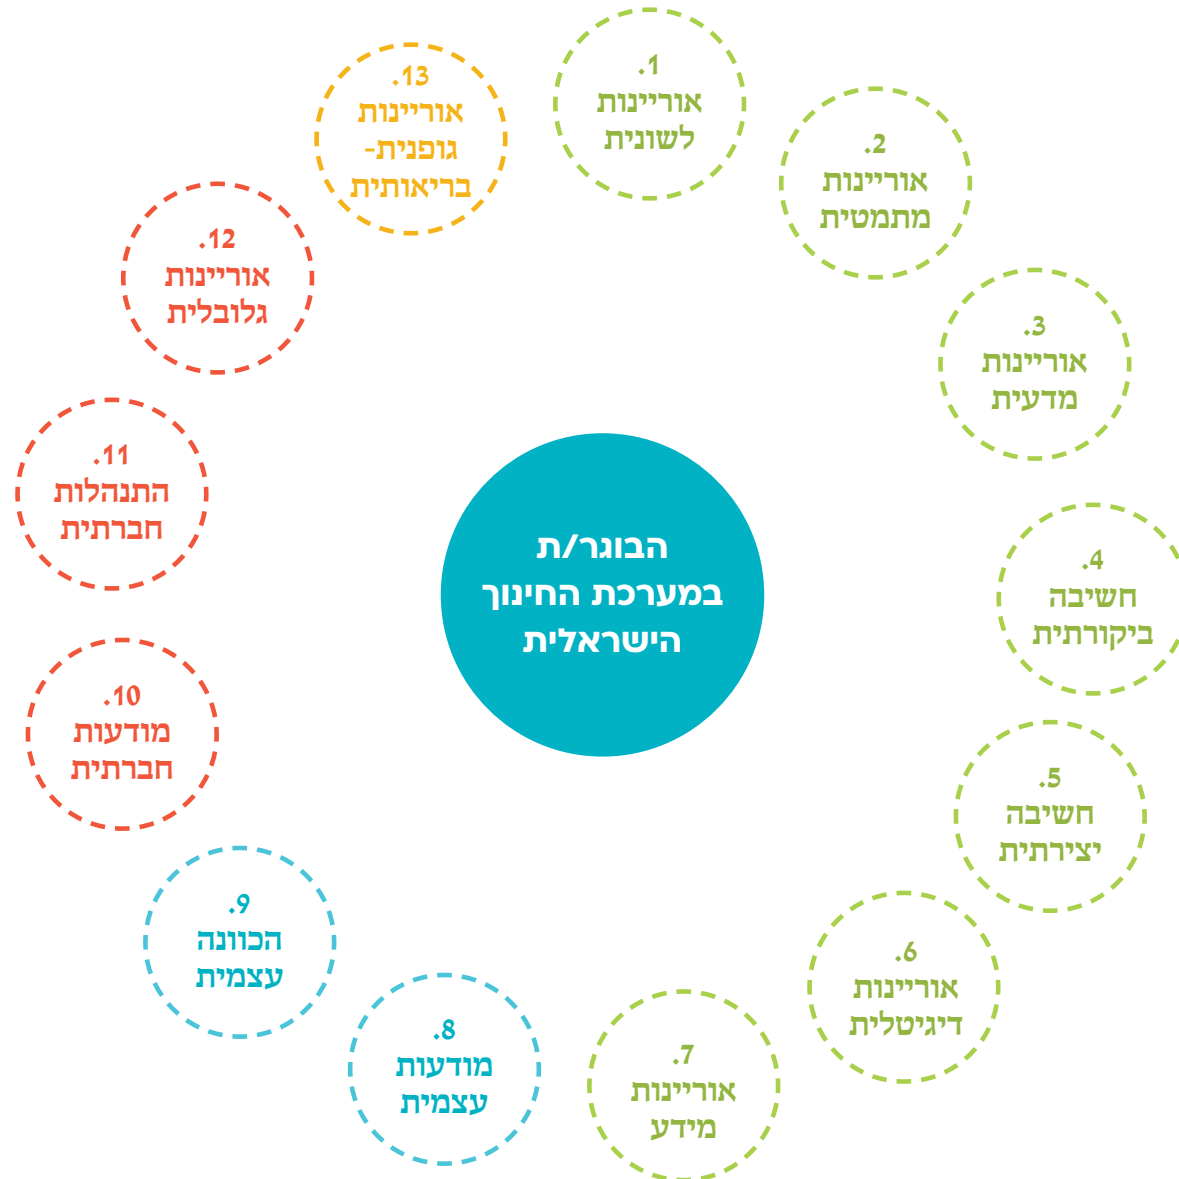 הבוגר/ת
במערכת החינוך
הישראלית
1.
אוריינות
לשונית
2.
אוריינות
מתמטית
3.
אוריינות
מדעית
4.
חשיבה
ביקורתית
5.
חשיבה
יצירתית
6.
אוריינות
דיגיטלית
7.
אוריינות
מידע
8.
מודעות
עצמית
9.
הכוונה
עצמית
10.
מודעות
חברתית
11.
התנהלות
חברתית
12.
אוריינות
גלובלית
13.
אוריינות
גופנית-
בריאותית